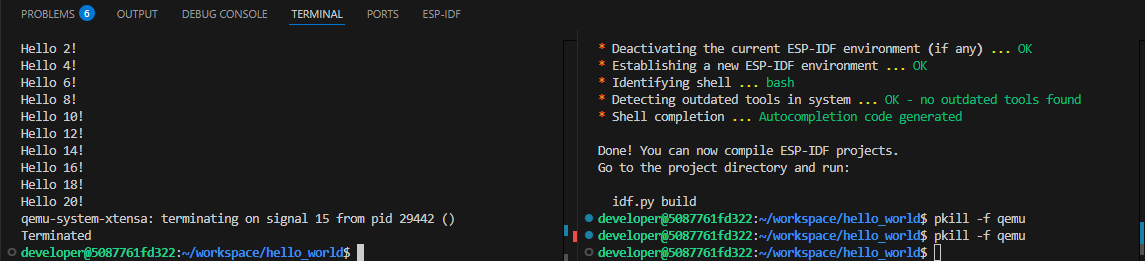 PROBLEMS 6 OUTPUT DEBUG CONSOLE TERMINAL PORTS ESP-IDF
Hello 2!
Hello 4!
Hello 6!
Hello 8!
Hello 10!
Hello 12!
Hello 14!
Hello 16!
Hello 18!
Hello 20!
qemu-system-xtensa: terminating on signal 15 from pid 29442 ()
Terminated
developer@5087761fd322:~/workspace/hello_world$
* Deactivating the current ESP-IDF environment (if any) ... OK
* Establishing a new ESP-IDF environment ... OK
* Identifying shell ... bash
* Detecting outdated tools in system ... OK - no outdated tools found
* Shell completion ... Autocompletion code generated
Done! You can now compile ESP-IDF projects.
Go to the project directory and run:
idf.py build
developer@5087761fd322:~/workspace/hello_world$ pkill -f qemu
developer@5087761fd322:~/workspace/hello_world$ pkill -f qemu
developer@5087761fd322:~/workspace/hello_world$